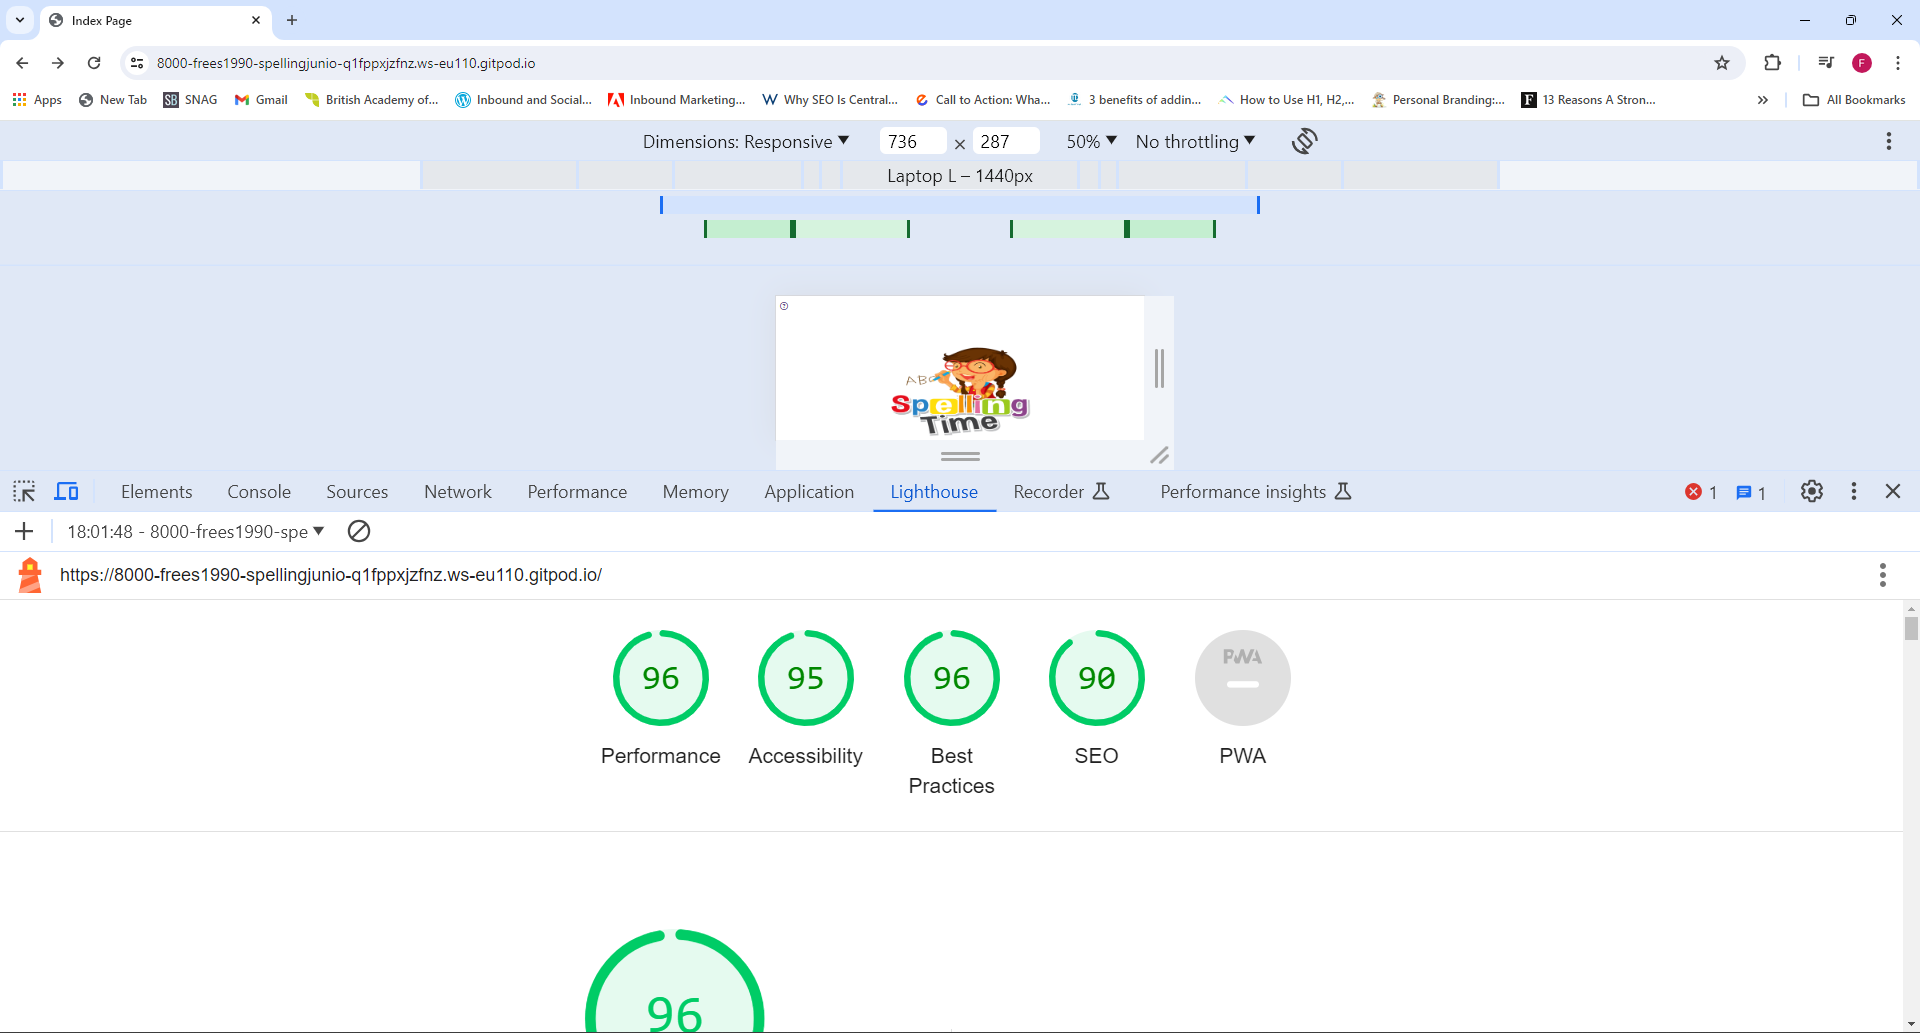 Index Page
8000-frees1990-spellingjunio-q1fppxjzfnz.ws-eu110.gitpod.io
F
Apps
New Tab
SB SNAG
Gmail
British Academy of...
Inbound and Social...
Inbound Marketing...
W Why SEO Is Central...
Call to Action: Wha...
3 benefits of addin...
How to Use H1, H2,...
Personal Branding:...
F 13 Reasons A Stron...
All Bookmarks
Dimensions: Responsive
736 × 287
50%
No throttling
Laptop L – 1440px
ABC
Spelling
Time
Elements
Console
Sources
Network
Performance
Memory
Application
Lighthouse
Recorder
Performance insights
1
1
18:01:48 - 8000-frees1990-spe
https://8000-frees1990-spellingjunio-q1fppxjzfnz.ws-eu110.gitpod.io/
96
95
96
90
PWA
Performance
Accessibility
Best
Practices
SEO
PWA
96